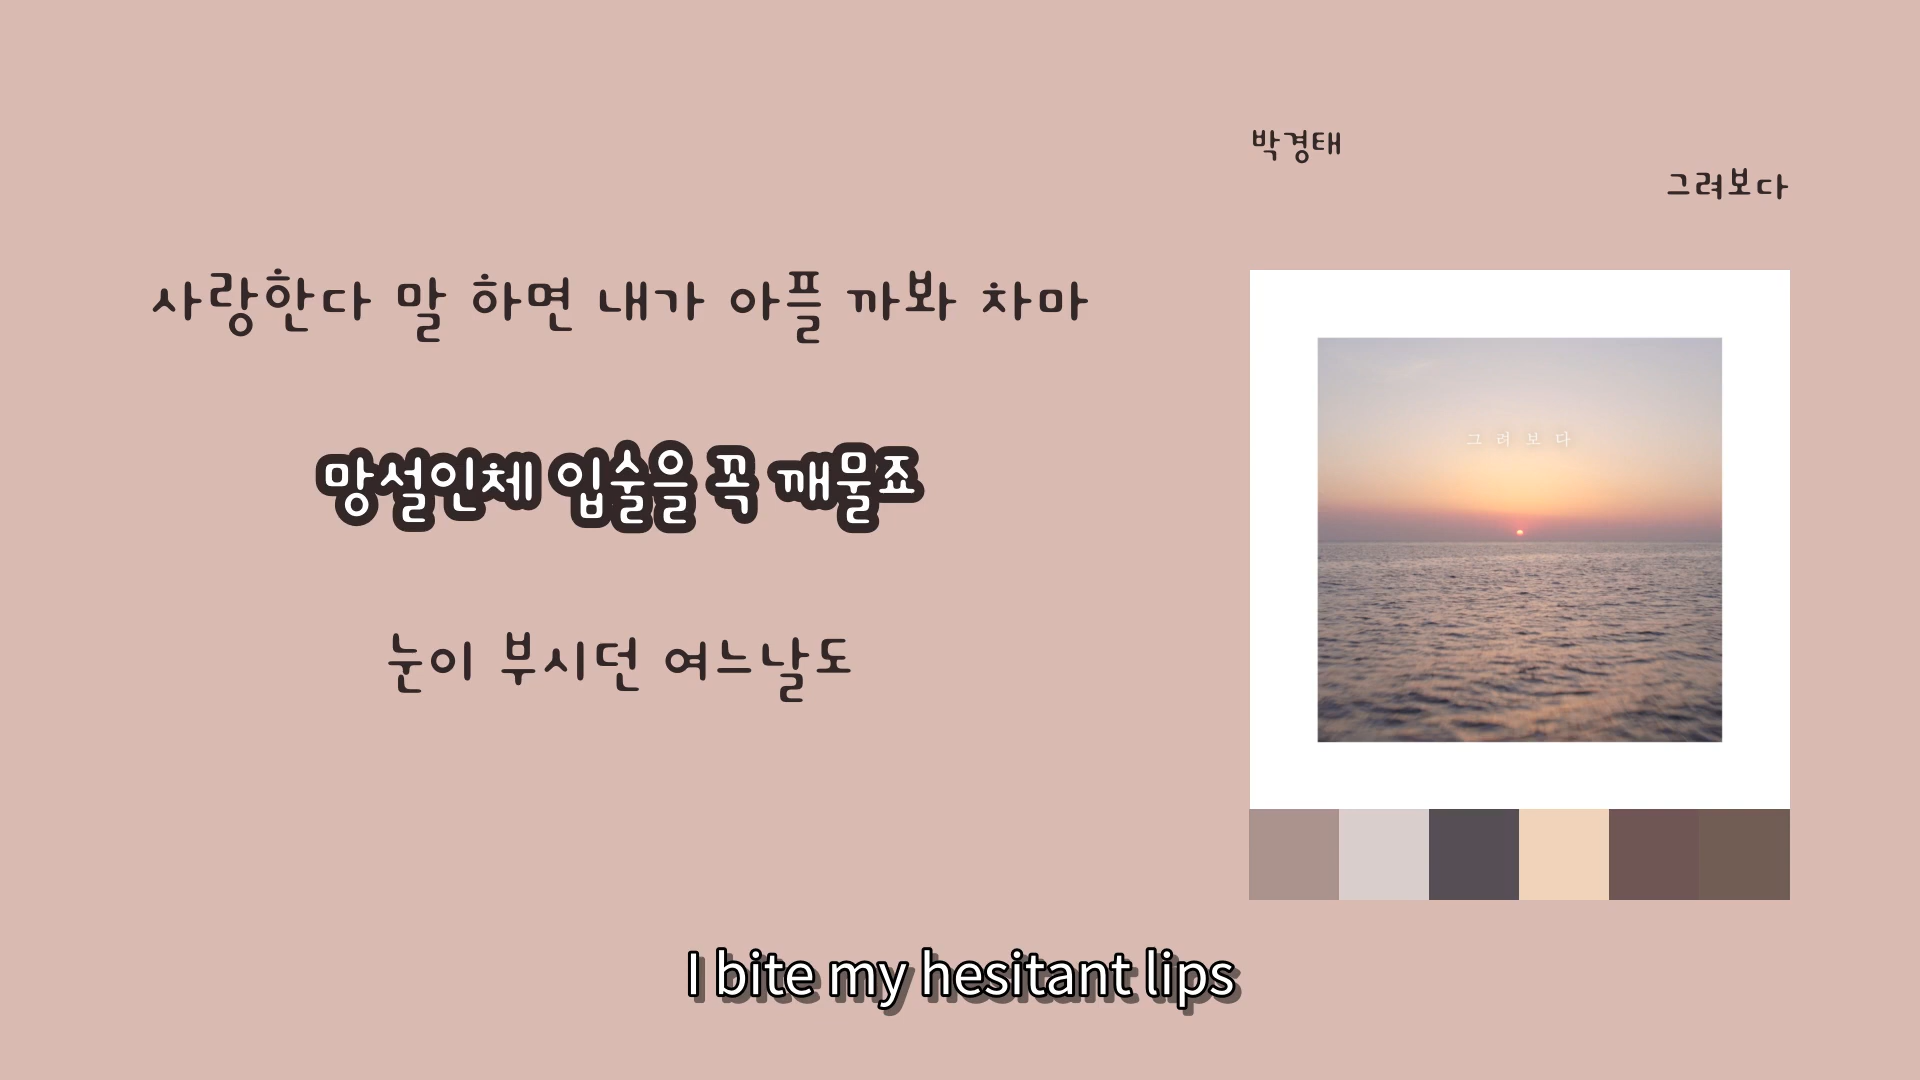 박경태
그려보다
사랑한다 말 하면 내가 아플 까봐 차마
망설인체 입술을 꼭 깨물죠
눈이 부시던 여느날도
그려보다
I bite my hesitant lips